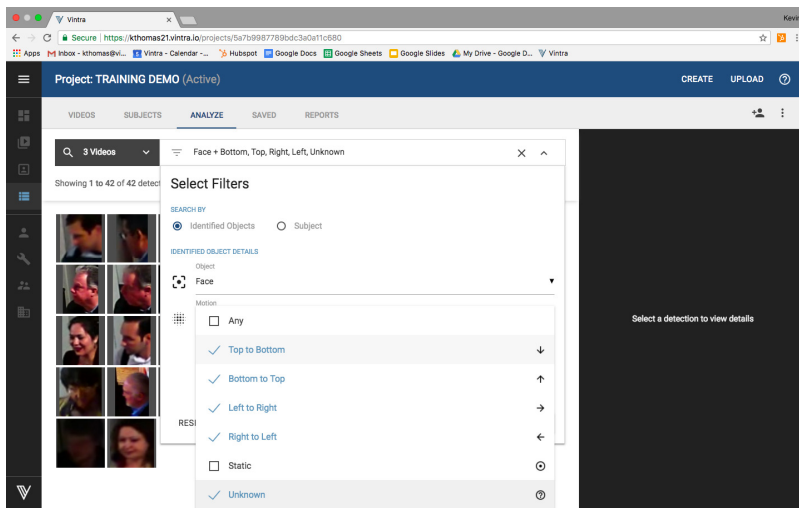 Vintra
Kevin
Secure | https://kthomas21.vintra.io/projects/5a7b9987789bdc3a0a11c680
Apps Inbox - kthomas@vi... Vintra - Calendar -... Hubspot Google Docs Google Sheets Google Slides My Drive - Google D... Vintra
Project: TRAINING DEMO (Active) CREATE UPLOAD
VIDEOS SUBJECTS ANALYZE SAVED REPORTS
3 Videos Face + Bottom, Top, Right, Left, Unknown
Showing 1 to 42 of 42 detect
Select Filters
SEARCH BY
Identified Objects Subject
IDENTIFIED OBJECT DETAILS
Object
Face
Motion
Any
Top to Bottom
Bottom to Top
Left to Right
RESE
Right to Left
Static
Unknown
Select a detection to view details